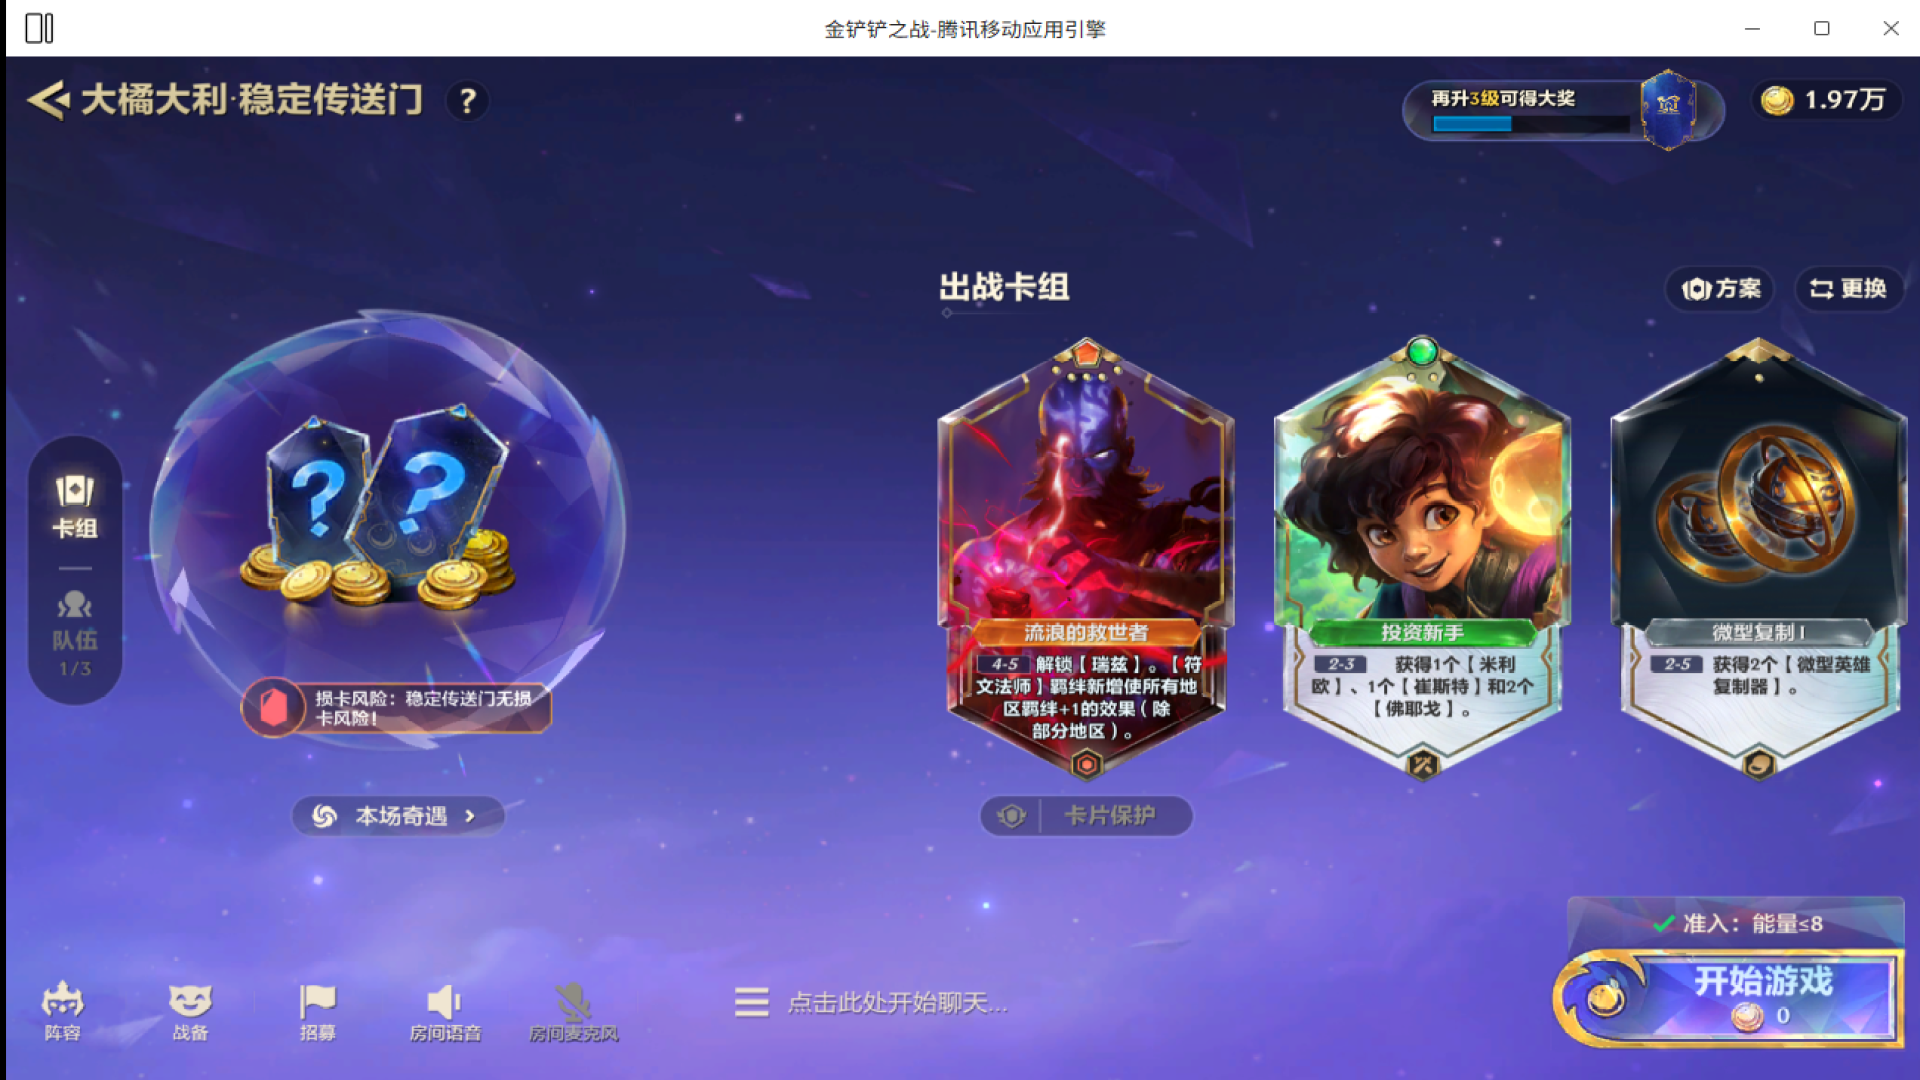 金铲铲之战-腾讯移动应用引擎
大橘大利·稳定传送门
?
再升3级可得大奖
1.97万
出战卡组
方案
更换
卡组
队伍
1/3
? ?
损卡风险：稳定传送门无损
卡风险！
本场奇遇 >
流浪的救世者
4-5 解锁【瑞兹】。【符
文法师】羁绊新增使所有地
区羁绊+1的效果（除
部分地区）。
投资新手
2-3 获得1个【米利
欧】、1个【崔斯特】和2个
【佛耶戈】。
微型复制 I
2-5 获得2个【微型英雄
复制器】。
卡片保护
准入：能量≤8
开始游戏
0
阵容
战备
招募
房间语音
房间麦克风
点击此处开始聊天...